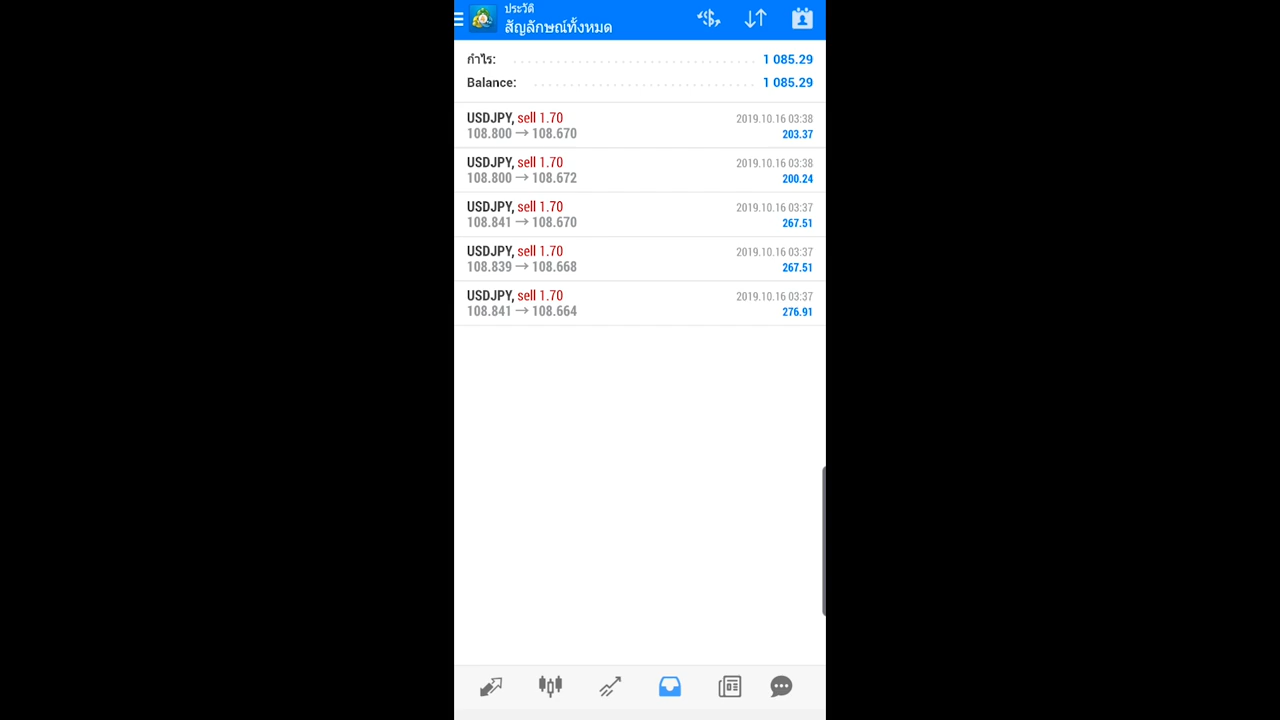 ประวัติ
สัญลักษณ์ทั้งหมด
กำไร: 1 085.29
Balance: 1 085.29
USDJPY, sell 1.70 2019.10.16 03:38
108.800 → 108.670 203.37
USDJPY, sell 1.70 2019.10.16 03:38
108.800 → 108.672 200.24
USDJPY, sell 1.70 2019.10.16 03:37
108.841 → 108.670 267.51
USDJPY, sell 1.70 2019.10.16 03:37
108.839 → 108.668 267.51
USDJPY, sell 1.70 2019.10.16 03:37
108.841 → 108.664 276.91